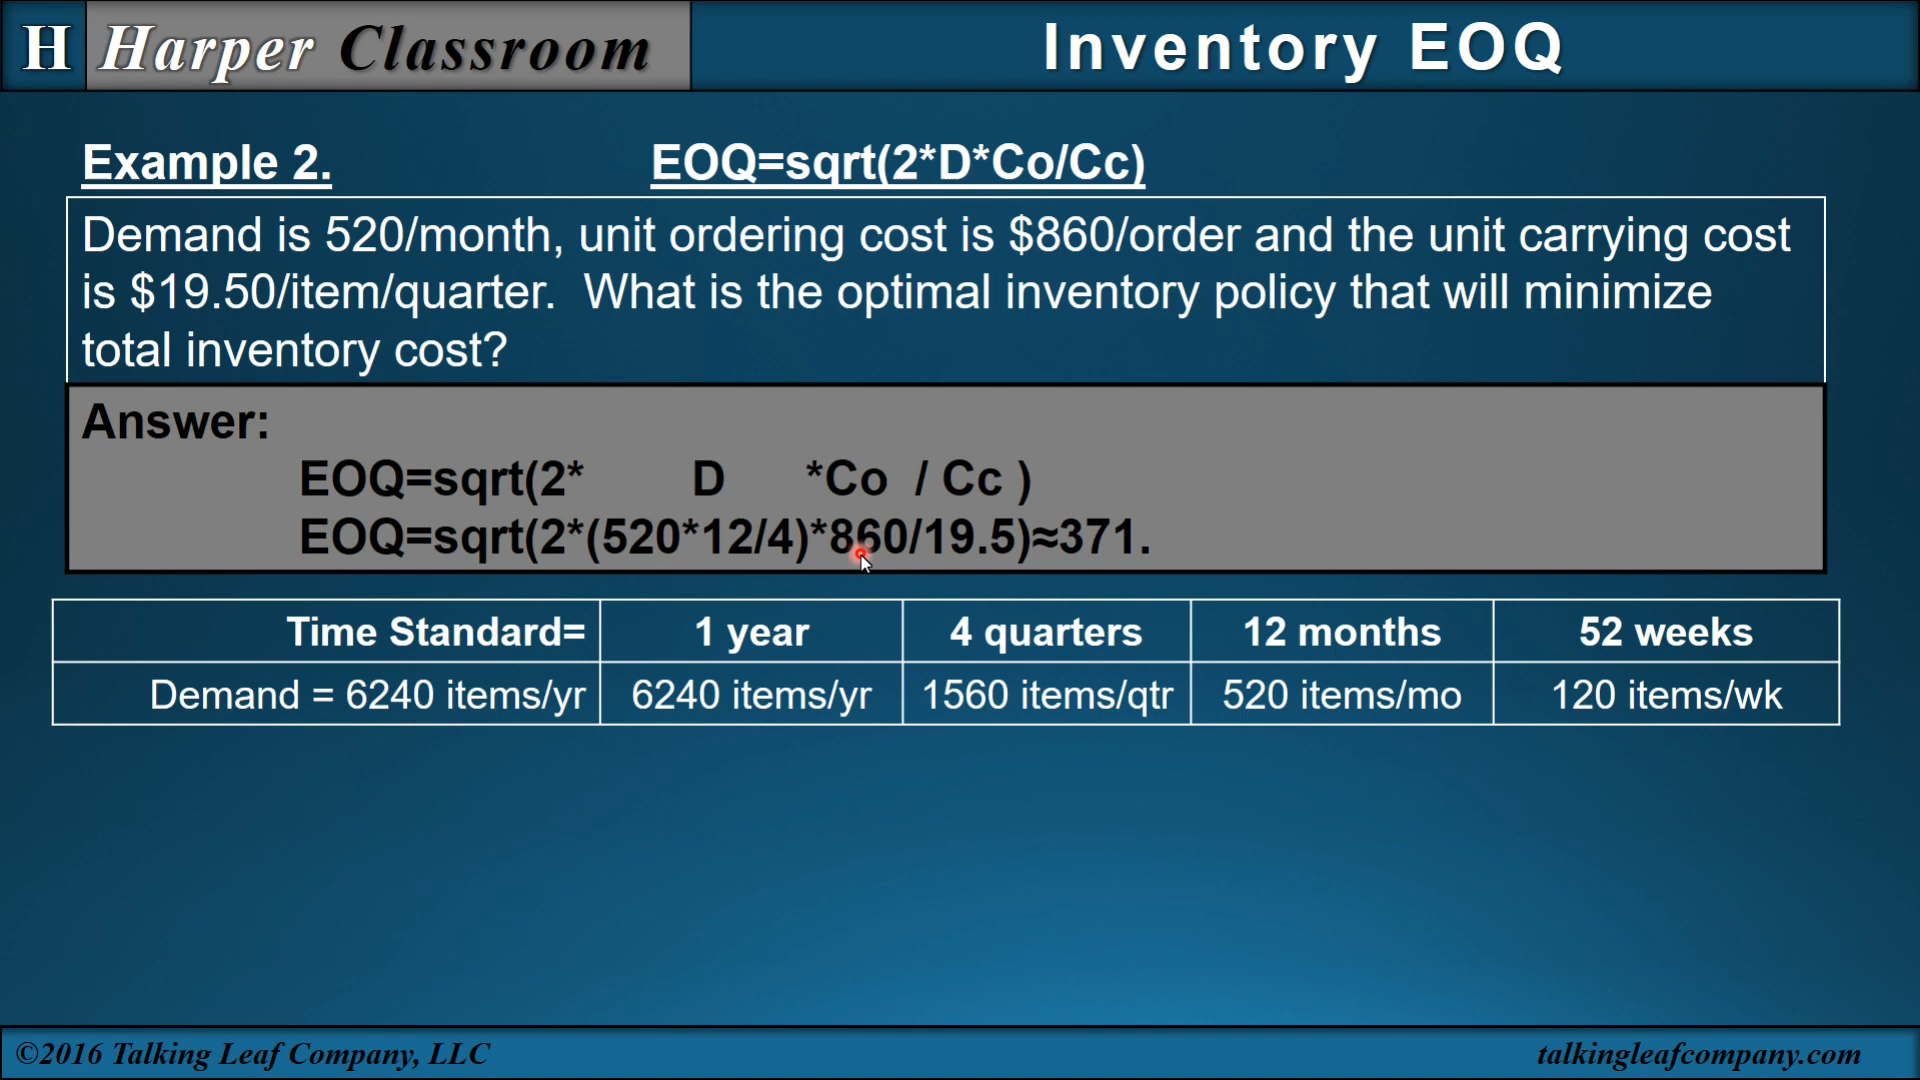 H Harper Classroom Inventory EOQ
Example 2. EOQ=sqrt(2*D*Co/Cc)
Demand is 520/month, unit ordering cost is $860/order and the unit carrying cost
is $19.50/item/quarter. What is the optimal inventory policy that will minimize
total inventory cost?
Answer:
EOQ=sqrt(2* D *Co / Cc )
EOQ=sqrt(2*(520*12/4)*860/19.5)≈371.
Time Standard= 1 year 4 quarters 12 months 52 weeks
Demand = 6240 items/yr 6240 items/yr 1560 items/qtr 520 items/mo 120 items/wk
©2016 Talking Leaf Company, LLC talkingleafcompany.com